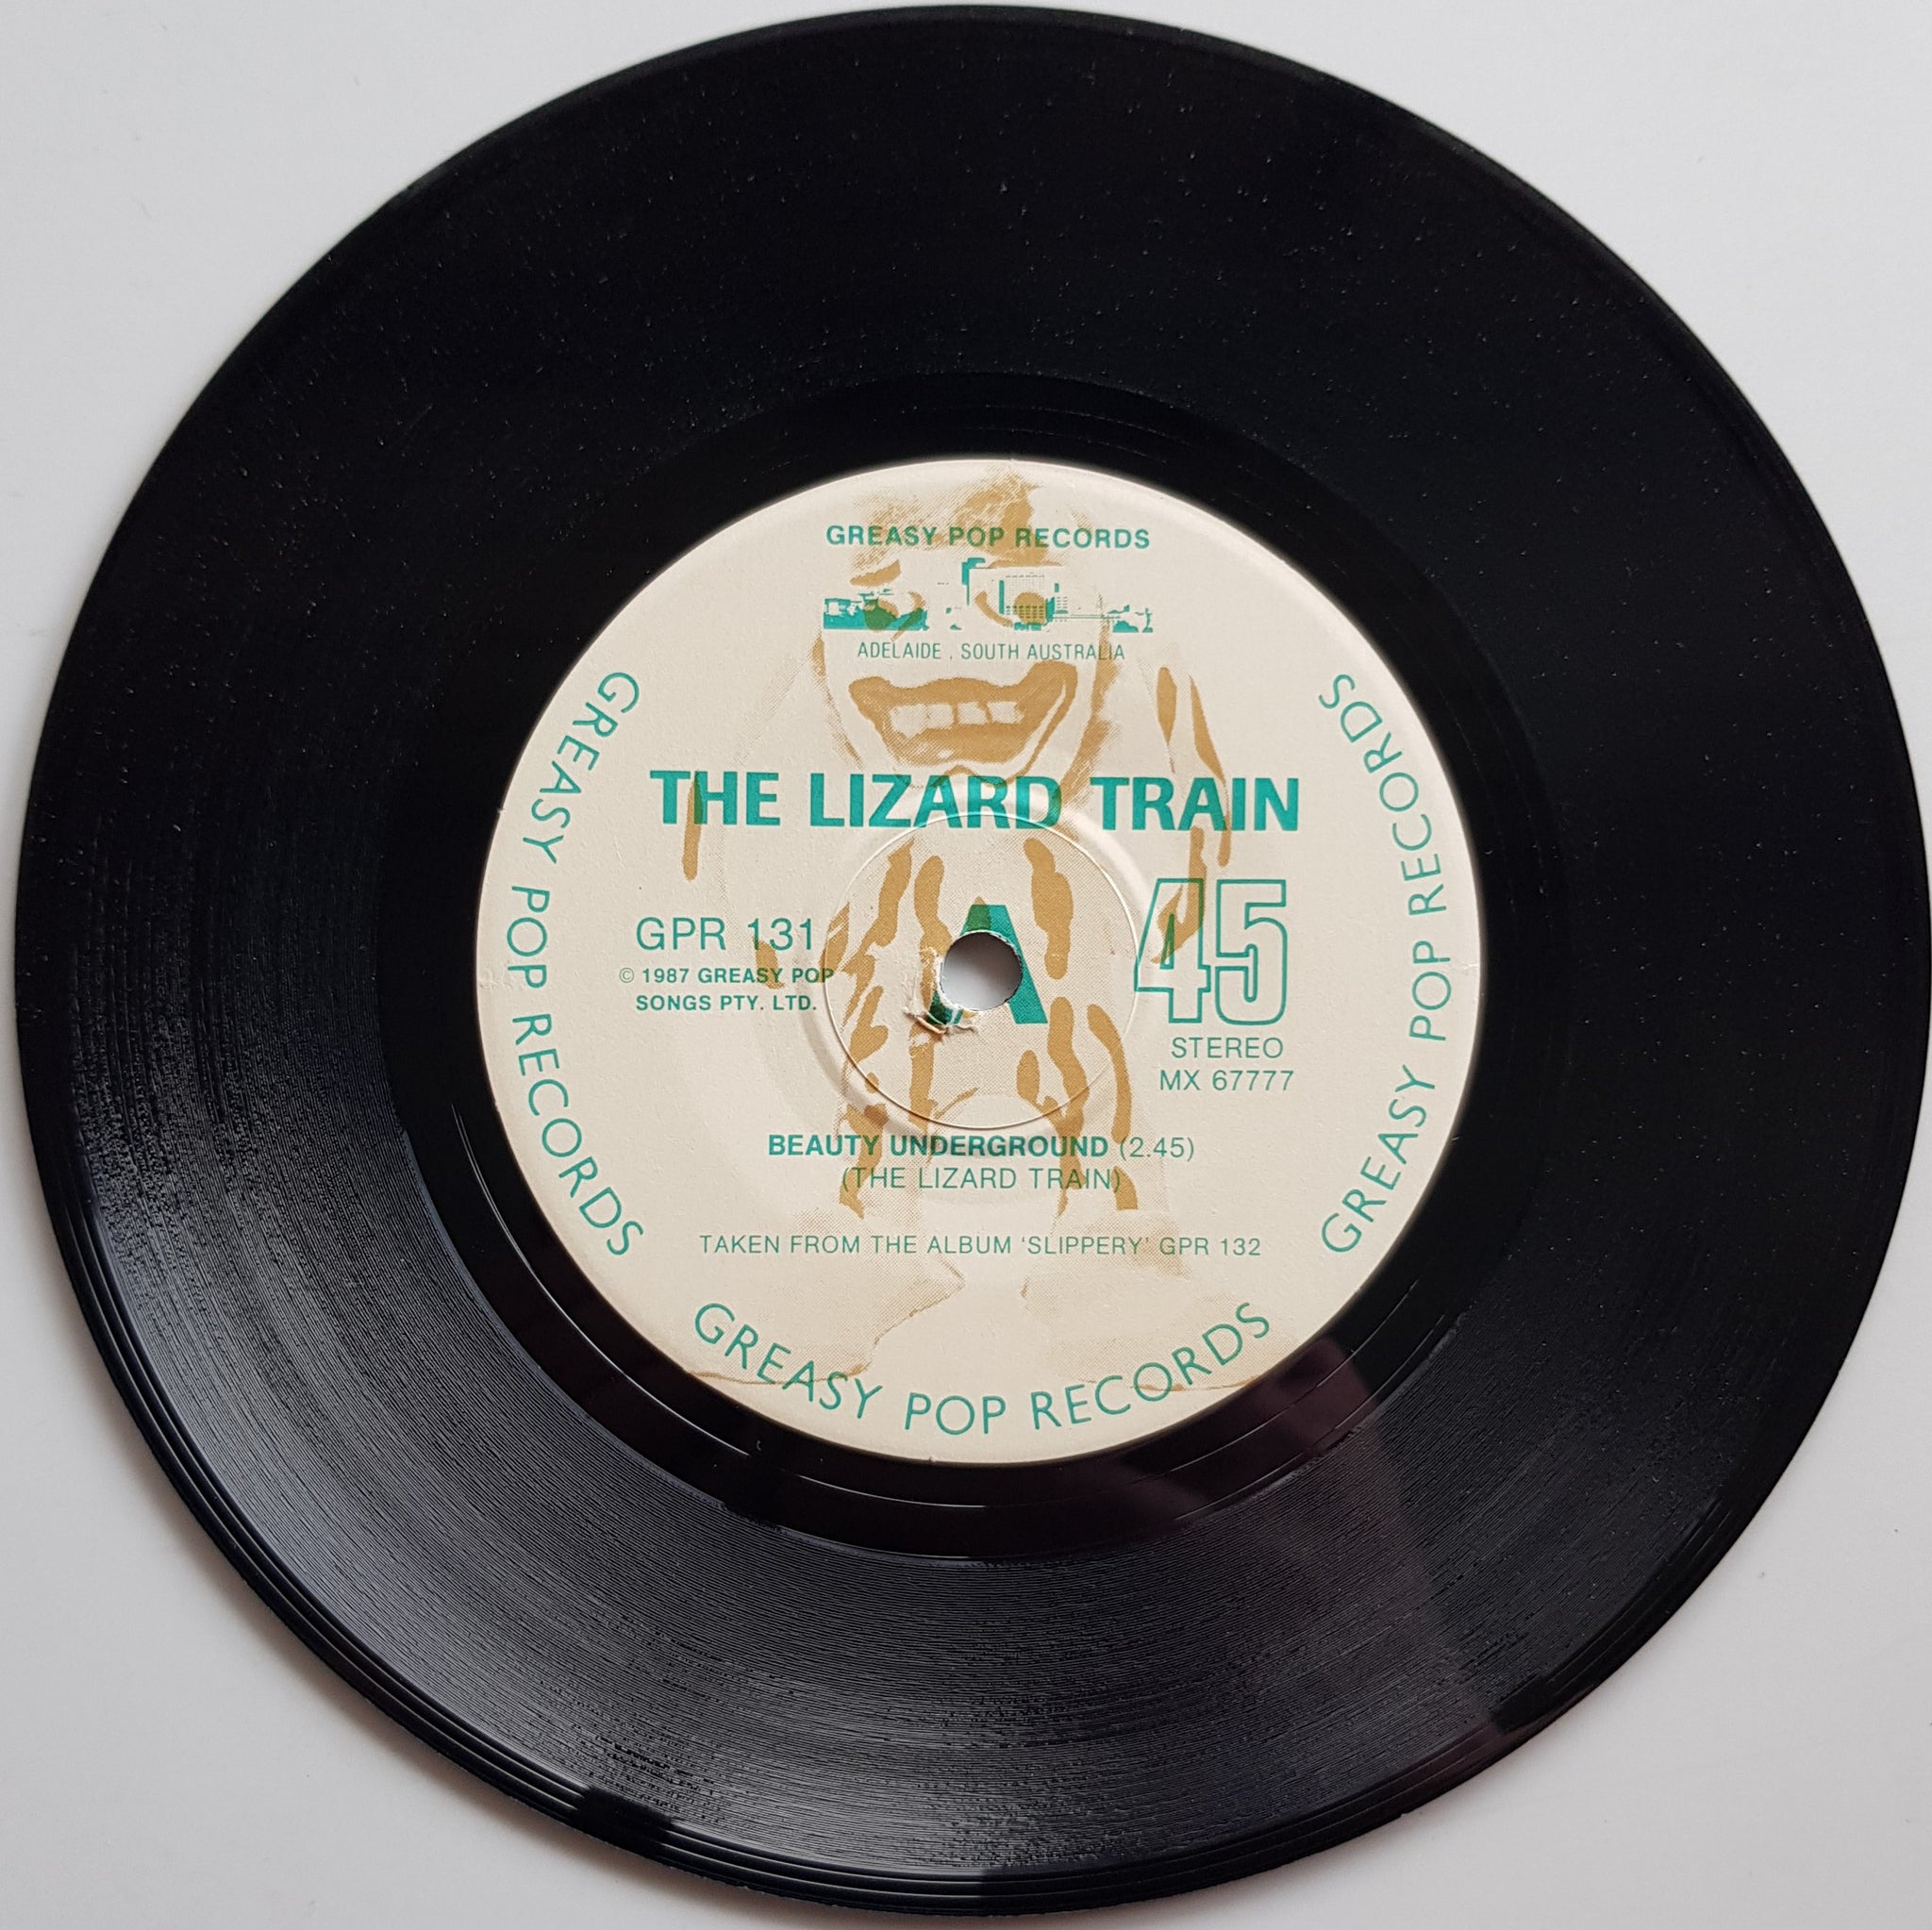 GREASY POP RECORDS
ADELAIDE . SOUTH AUSTRALIA
THE LIZARD TRAIN
GPR 131
© 1987 GREASY POP
SONGS PTY. LTD.
A
45
STEREO
MX 67777
BEAUTY UNDERGROUND (2.45)
(THE LIZARD TRAIN)
TAKEN FROM THE ALBUM 'SLIPPERY' GPR 132
GREASY POP RECORDS
GREASY POP RECORDS
GREASY POP RECORDS